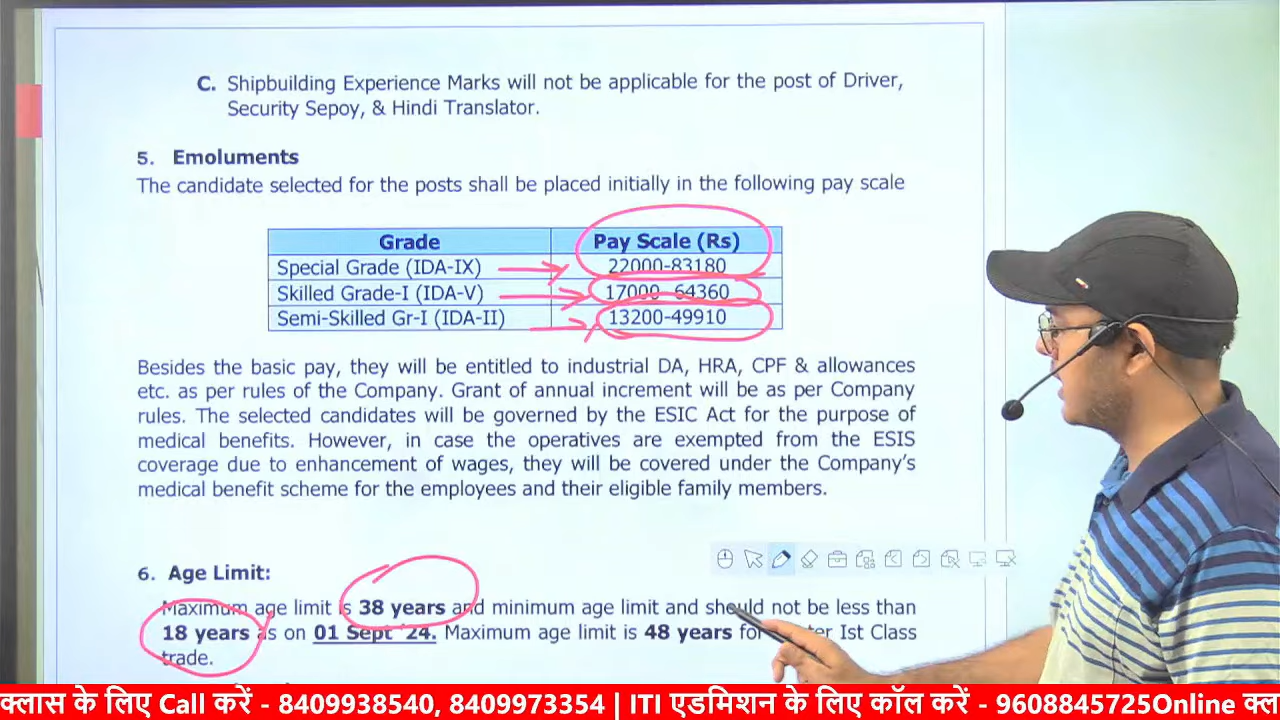 C. Shipbuilding Experience Marks will not be applicable for the post of Driver,
Security Sepoy, & Hindi Translator.
5. Emoluments
The candidate selected for the posts shall be placed initially in the following pay scale
Grade Pay Scale (Rs)
Special Grade (IDA-IX) 22000-83180
Skilled Grade-I (IDA-V) 17000-64360
Semi-Skilled Gr-I (IDA-II) 13200-49910
Besides the basic pay, they will be entitled to industrial DA, HRA, CPF & allowances
etc. as per rules of the Company. Grant of annual increment will be as per Company
rules. The selected candidates will be governed by the ESIC Act for the purpose of
medical benefits. However, in case the operatives are exempted from the ESIS
coverage due to enhancement of wages, they will be covered under the Company's
medical benefit scheme for the employees and their eligible family members.
6. Age Limit:
Maximum age limit is 38 years and minimum age limit and should not be less than
18 years as on 01 Sept '24. Maximum age limit is 48 years for Ist Class
trade.
क्लास के लिए Call करें - 8409938540, 8409973354 | ITI एडमिशन के लिए कॉल करें - 9608845725Online क्ल